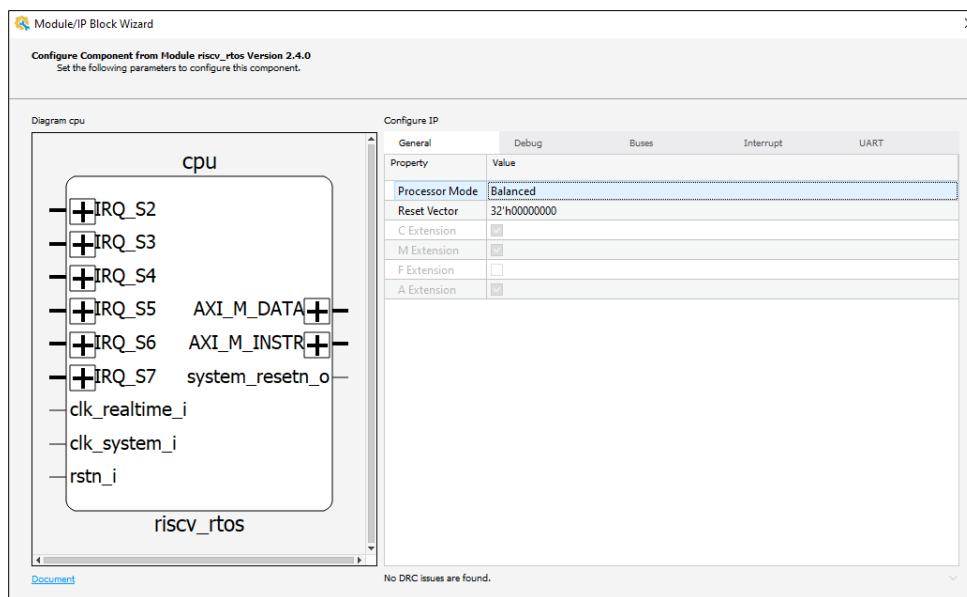 Module/IP Block Wizard
Configure Component from Module riscv_rtos Version 2.4.0
Set the following parameters to configure this component.
Diagram cpu
cpu
IRQ_S2
IRQ_S3
IRQ_S4
IRQ_S5 AXI_M_DATA
IRQ_S6 AXI_M_INSTR
IRQ_S7 system_resetn_o
clk_realtime_i
clk_system_i
rstn_i
riscv_rtos
Document
Configure IP
General Debug Buses Interrupt UART
Property Value
Processor Mode Balanced
Reset Vector 32'h00000000
C Extension
M Extension
F Extension
A Extension
No DRC issues are found.